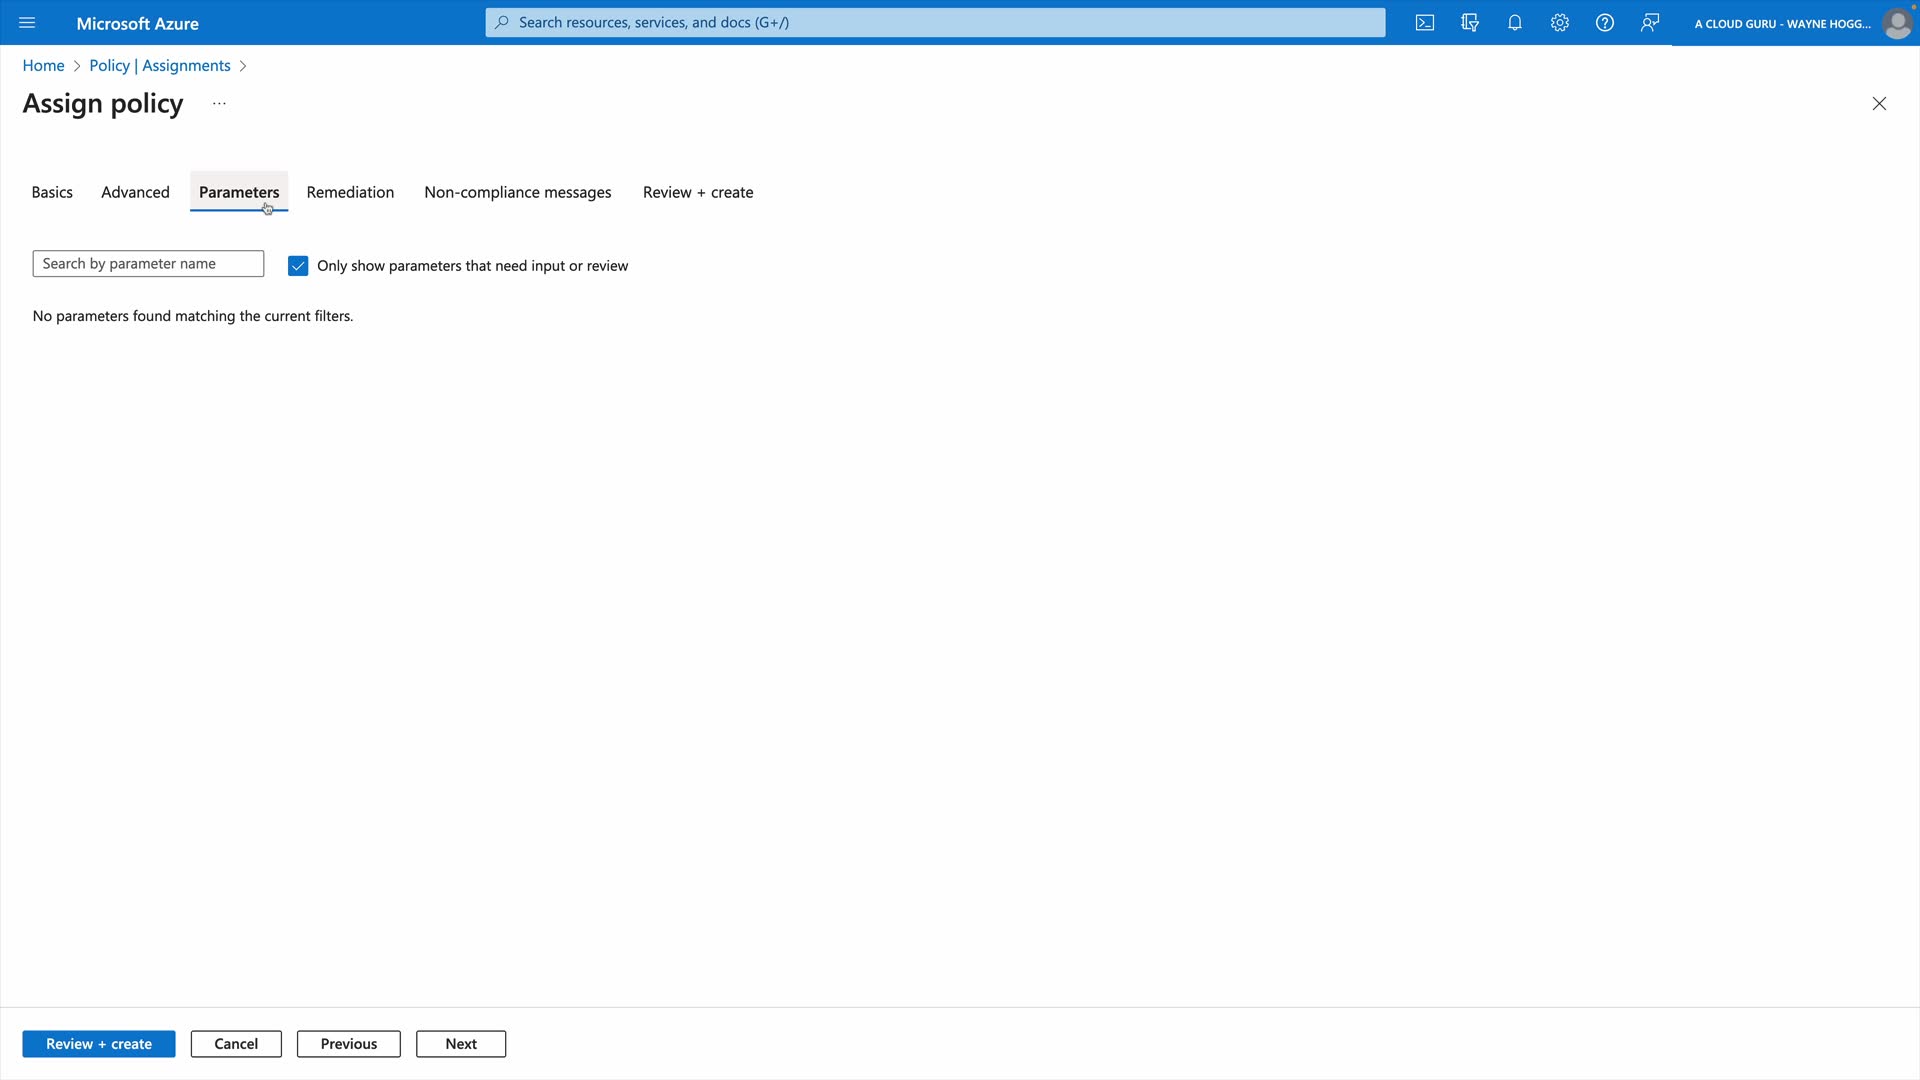 Microsoft Azure
Search resources, services, and docs (G+/)
A CLOUD GURU - WAYNE HOGG...
Home > Policy | Assignments >
Assign policy ...
Basics Advanced Parameters Remediation Non-compliance messages Review + create
Search by parameter name
Only show parameters that need input or review
No parameters found matching the current filters.
Review + create Cancel Previous Next